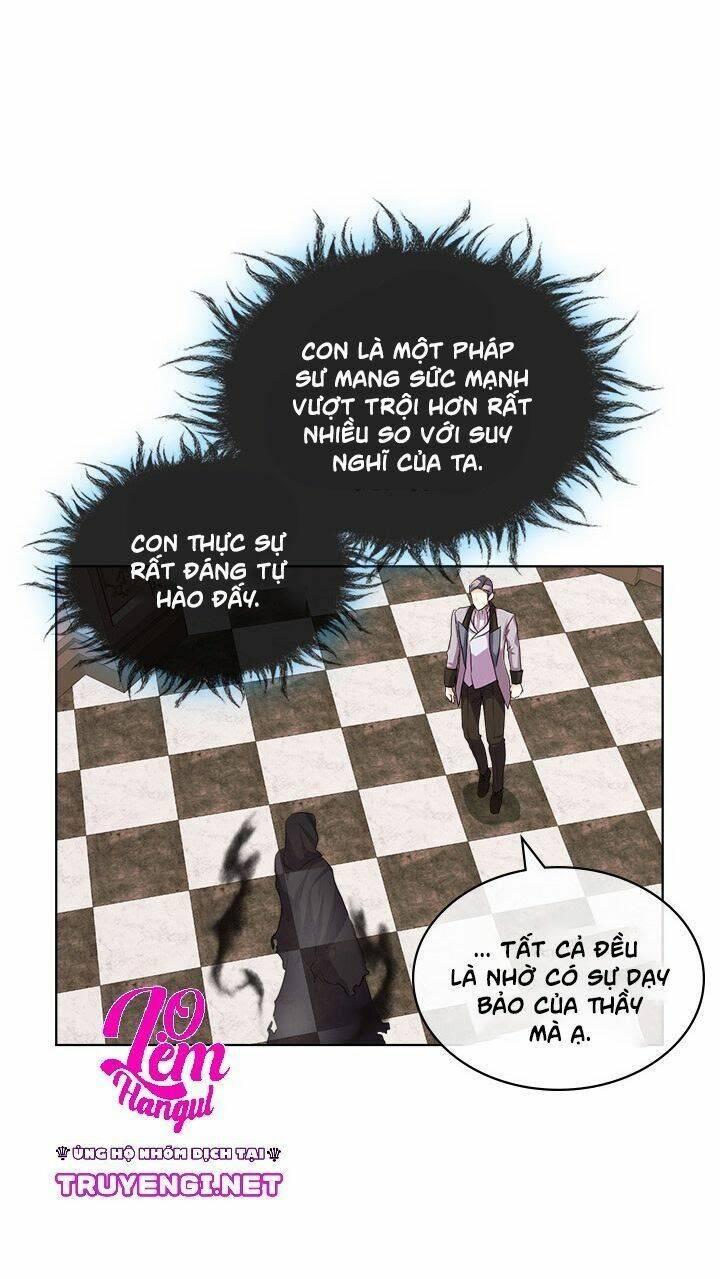 CON LÀ MỘT PHÁP
SƯ MANG SỨC MẠNH
VƯỢT TRỘI HƠN RẤT
NHIỀU SO VỚI SUY
NGHĨ CỦA TA.
CON THỰC SỰ
RẤT ĐÁNG TỰ
HÀO ĐẤY.
... TẤT CẢ ĐỀU
LÀ NHỜ CÓ SỰ DẠY
BẢO CỦA THẦY
MÀ Ạ.
LỌ
LEM
HANGUL
ỦNG HỘ NHÓM DỊCH TẠI
TRUYENGI.NET